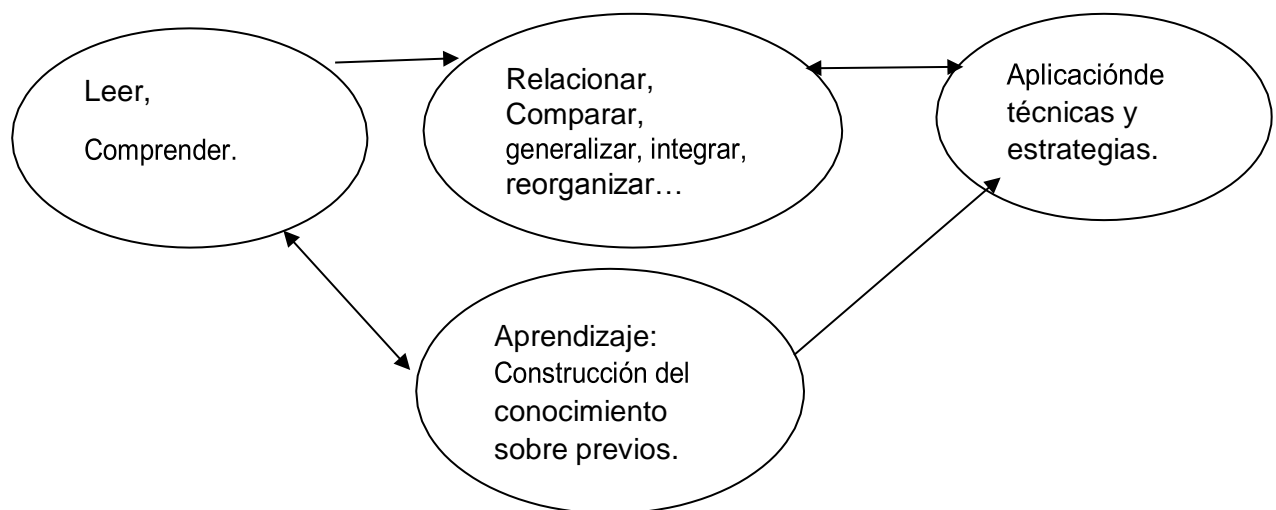 Leer,
Comprender.
Relacionar,
Comparar,
generalizar, integrar,
reorganizar…
Aplicaciónde
técnicas y
estrategias.
Aprendizaje:
Construcción del
conocimiento
sobre previos.